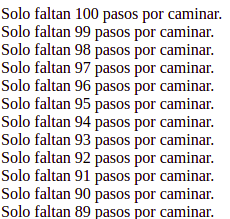 Solo faltan 100 pasos por caminar.
Solo faltan 99 pasos por caminar.
Solo faltan 98 pasos por caminar.
Solo faltan 97 pasos por caminar.
Solo faltan 96 pasos por caminar.
Solo faltan 95 pasos por caminar.
Solo faltan 94 pasos por caminar.
Solo faltan 93 pasos por caminar.
Solo faltan 92 pasos por caminar.
Solo faltan 91 pasos por caminar.
Solo faltan 90 pasos por caminar.
Solo faltan 89 pasos por caminar.